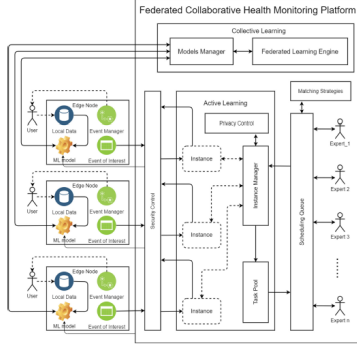 Federated Collaborative Health Monitoring Platform
Collective Learning
Models Manager
Federated Learning Engine
Edge Node
User
Local Data
Event Manager
ML model
Event of Interest
Edge Node
User
Local Data
Event Manager
ML model
Event of Interest
Edge Node
User
Local Data
Event Manager
ML model
Event of Interest
Security Control
Active Learning
Privacy Control
Instance
Instance
Instance
Instance Manager
Task Pool
Matching Strategies
Scheduling Queue
Expert_1
Expert.2
Expert.3
Expert.n